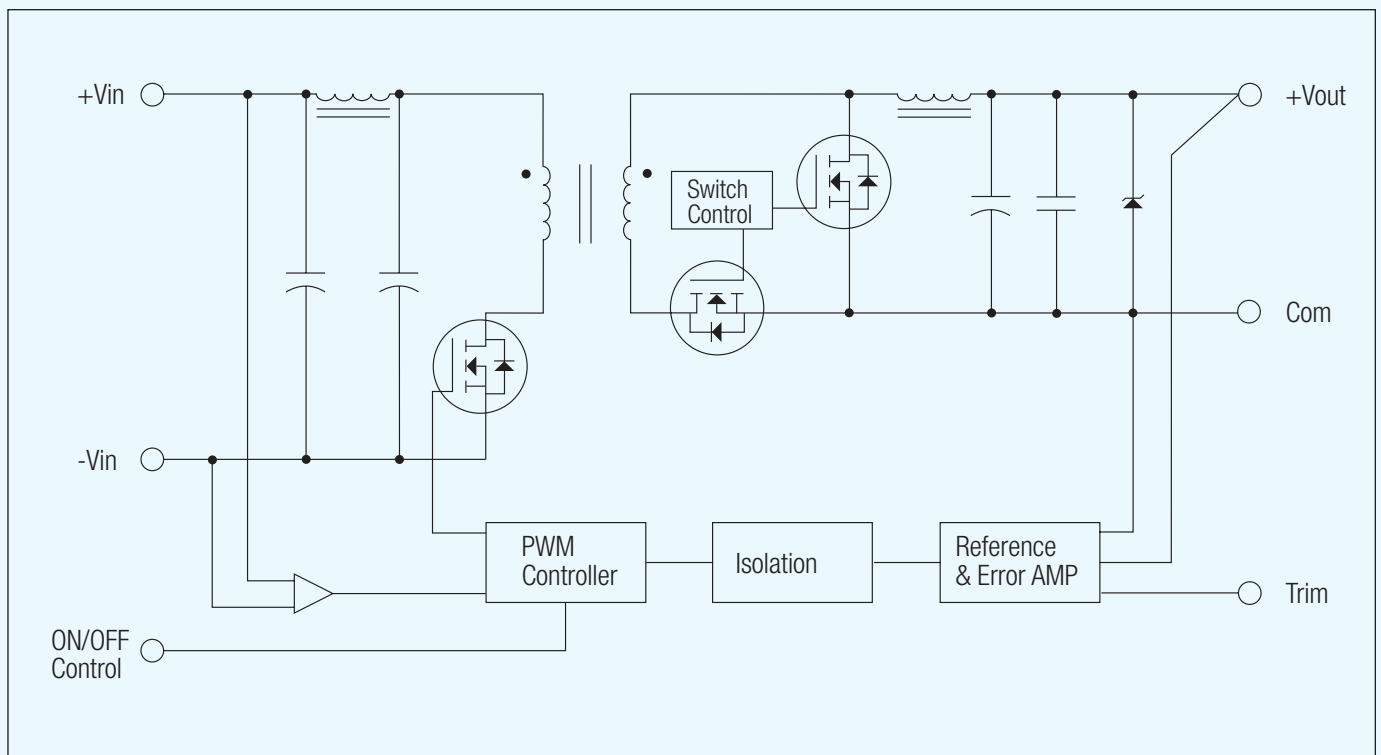 +Vin
+Vout
Switch
Control
Com
-Vin
PWM
Controller
Isolation
Reference
& Error AMP
Trim
ON/OFF
Control